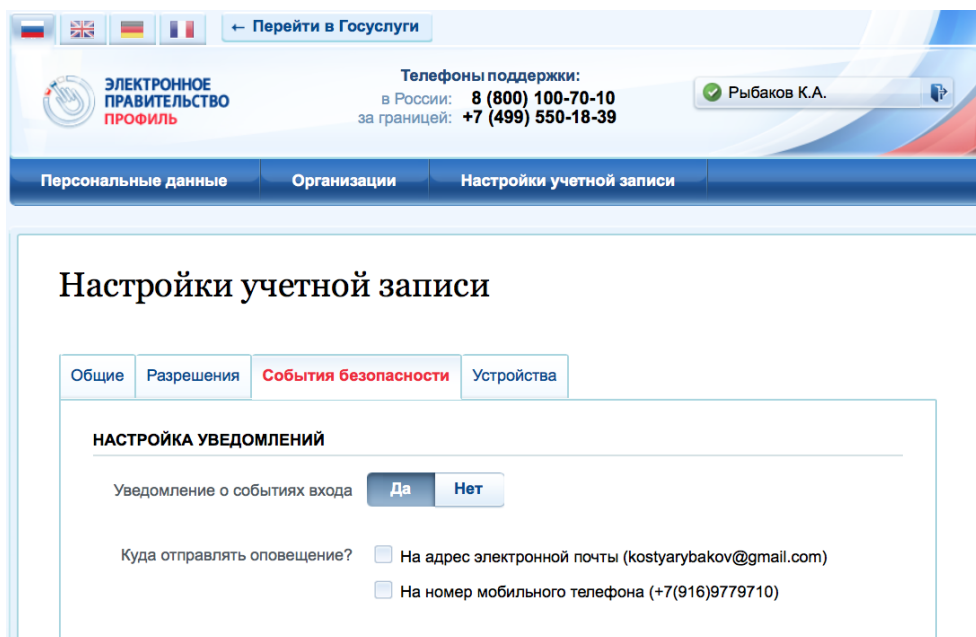 ← Перейти в Госуслуги
ЭЛЕКТРОННОЕ
ПРАВИТЕЛЬСТВО
ПРОФИЛЬ
Телефоны поддержки:
в России: 8 (800) 100-70-10
за границей: +7 (499) 550-18-39
Рыбаков К.А.
Персональные данные Организации Настройки учетной записи
Настройки учетной записи
Общие Разрешения События безопасности Устройства
НАСТРОЙКА УВЕДОМЛЕНИЙ
Уведомление о событиях входа Да Нет
Куда отправлять оповещение? На адрес электронной почты (kostyarybakov@gmail.com)
На номер мобильного телефона (+7(916)9779710)